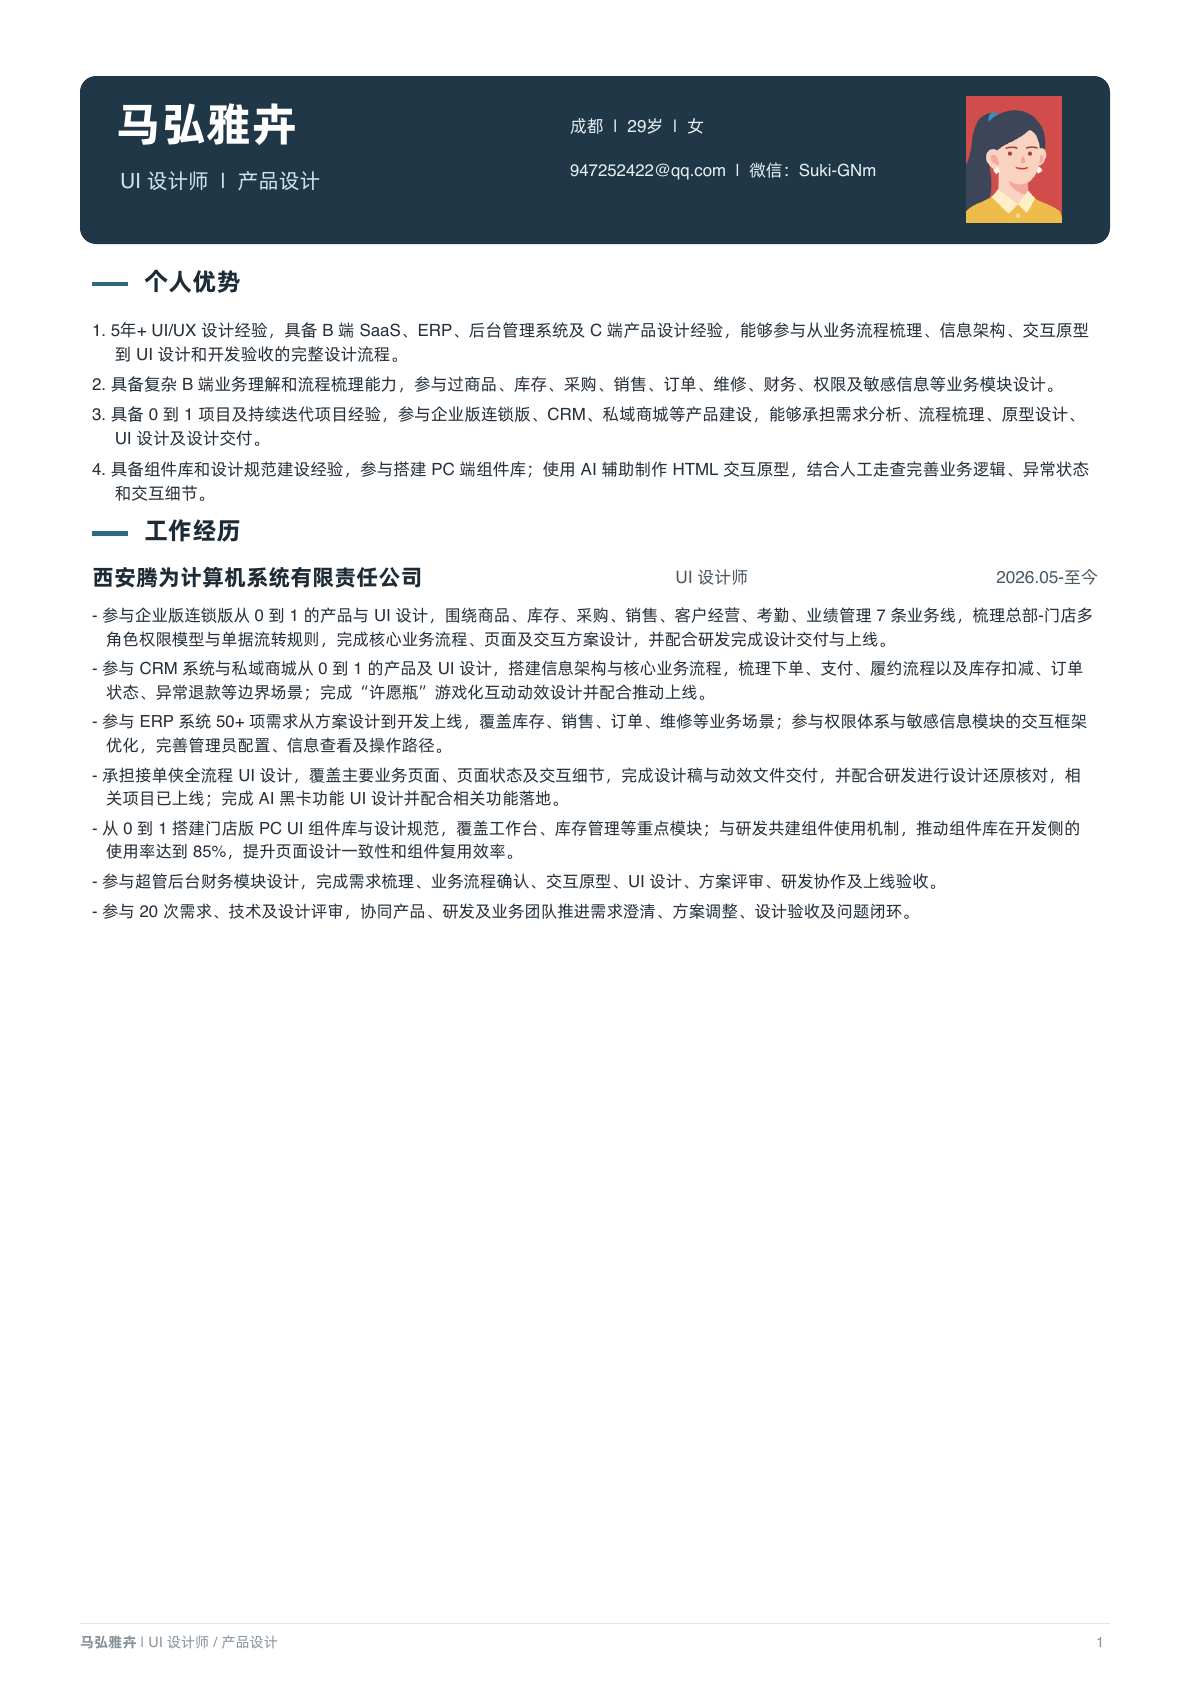 马弘雅卉
UI 设计师 | 产品设计
成都 | 29岁 | 女
947252422@qq.com | 微信：Suki-GNm
个人优势
1. 5年+ UI/UX 设计经验，具备 B 端 SaaS、ERP、后台管理系统及 C 端产品设计经验，能够参与从业务流程梳理、信息架构、交互原型
到 UI 设计和开发验收的完整设计流程。
2. 具备复杂 B 端业务理解和流程梳理能力，参与过商品、库存、采购、销售、订单、维修、财务、权限及敏感信息等业务模块设计。
3. 具备 0 到 1 项目及持续迭代项目经验，参与企业版连锁版、CRM、私域商城等产品建设，能够承担需求分析、流程梳理、原型设计、
UI 设计及设计交付。
4. 具备组件库和设计规范建设经验，参与搭建 PC 端组件库；使用 AI 辅助制作 HTML 交互原型，结合人工走查完善业务逻辑、异常状态
和交互细节。
工作经历
西安腾为计算机系统有限责任公司 UI 设计师 2026.05-至今
- 参与企业版连锁版从 0 到 1 的产品与 UI 设计，围绕商品、库存、采购、销售、客户经营、考勤、业绩管理 7 条业务线，梳理总部-门店多
角色权限模型与单据流转规则，完成核心业务流程、页面及交互方案设计，并配合研发完成设计交付与上线。
- 参与 CRM 系统与私域商城从 0 到 1 的产品及 UI 设计，搭建信息架构与核心业务流程，梳理下单、支付、履约流程以及库存扣减、订单
状态、异常退款等边界场景；完成“许愿瓶”游戏化互动动效设计并配合推动上线。
- 参与 ERP 系统 50+ 项需求从方案设计到开发上线，覆盖库存、销售、订单、维修等业务场景；参与权限体系与敏感信息模块的交互框架
优化，完善管理员配置、信息查看及操作路径。
- 承担接单侠全流程 UI 设计，覆盖主要业务页面、页面状态及交互细节，完成设计稿与动效文件交付，并配合研发进行设计还原核对，相
关项目已上线；完成 AI 黑卡功能 UI 设计并配合相关功能落地。
- 从 0 到 1 搭建门店版 PC UI 组件库与设计规范，覆盖工作台、库存管理等重点模块；与研发共建组件使用机制，推动组件库在开发侧的
使用率达到 85%，提升页面设计一致性和组件复用效率。
- 参与超管后台财务模块设计，完成需求梳理、业务流程确认、交互原型、UI 设计、方案评审、研发协作及上线验收。
- 参与 20 次需求、技术及设计评审，协同产品、研发及业务团队推进需求澄清、方案调整、设计验收及问题闭环。
马弘雅卉 | UI 设计师 / 产品设计 1